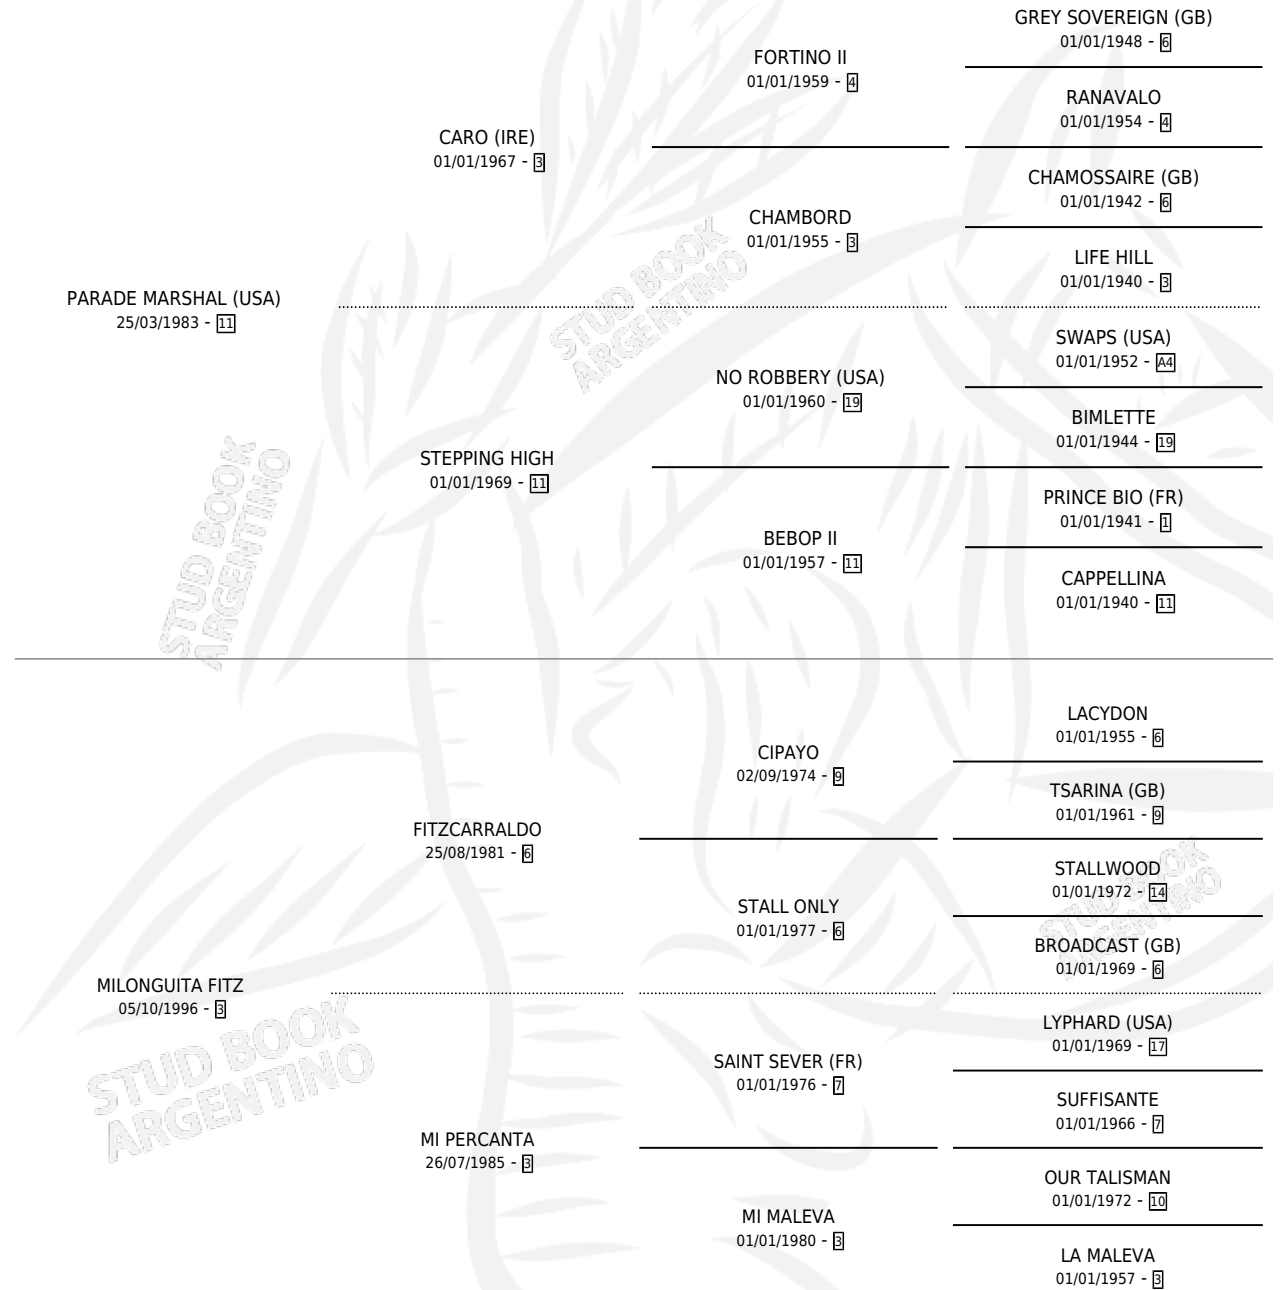 GREY SOVEREIGN (GB)
01/01/1948 - 6
FORTINO II
01/01/1959 - 4
RANAVALO
01/01/1954 - 4
CARO (IRE)
01/01/1967 - 3
CHAMOSSAIRE (GB)
01/01/1942 - 6
CHAMBORD
01/01/1955 - 3
LIFE HILL
01/01/1940 - 3
PARADE MARSHAL (USA)
25/03/1983 - 11
SWAPS (USA)
01/01/1952 - A4
NO ROBBERY (USA)
01/01/1960 - 19
BIMLETTE
01/01/1944 - 19
STEPPING HIGH
01/01/1969 - 11
PRINCE BIO (FR)
01/01/1941 - 1
BEBOP II
01/01/1957 - 11
CAPPELLINA
01/01/1940 - 11
STUD BOOK
ARGENTINO
STUD BOOK
ARGENTINO
LACYDON
01/01/1955 - 6
CIPAYO
02/09/1974 - 9
TSARINA (GB)
01/01/1961 - 9
FITZCARRALDO
25/08/1981 - 6
STALLWOOD
01/01/1972 - 14
STALL ONLY
01/01/1977 - 6
BROADCAST (GB)
01/01/1969 - 6
MILONGUITA FITZ
05/10/1996 - 3
LYPHARD (USA)
01/01/1969 - 17
SAINT SEVER (FR)
01/01/1976 - 7
SUFFISANTE
01/01/1966 - 7
MI PERCANTA
26/07/1985 - 3
OUR TALISMAN
01/01/1972 - 10
MI MALEVA
01/01/1980 - 3
LA MALEVA
01/01/1957 - 3
STUD BOOK
ARGENTINO
STUD BOOK
ARGENTINO